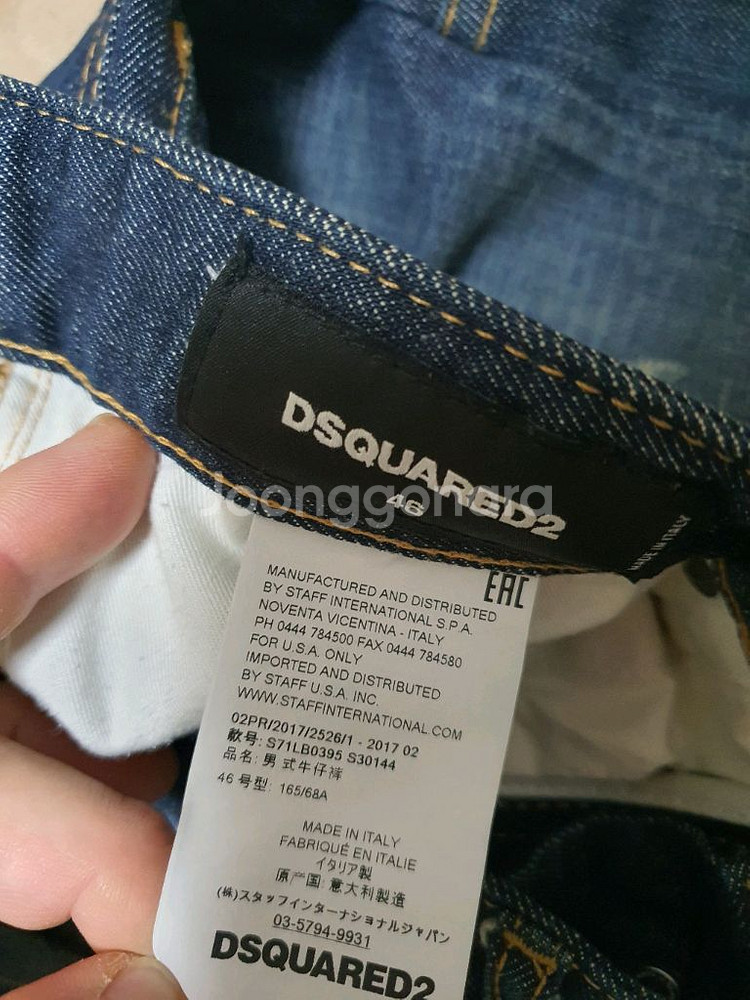 DSQUARED2
46
MADE IN ITALY
Joonggonara
EAC
MANUFACTURED AND DISTRIBUTED
BY STAFF INTERNATIONAL S.P.A.
NOVENTA VICENTINA - ITALY
PH 0444 784500 FAX 0444 784580
FOR U.S.A. ONLY
IMPORTED AND DISTRIBUTED
BY STAFF U.S.A. INC.
WWW.STAFFINTERNATIONAL.COM
02PR/2017/2526/1 - 2017 02
款号: S71LB0395 S30144
品名: 男式牛仔裤
46 号型: 165/68A
MADE IN ITALY
FABRIQUÉ EN ITALIE
イタリア製
原产国: 意大利製造
(株)スタッフインターナショナルジャパン
03-5794-9931
DSQUARED2